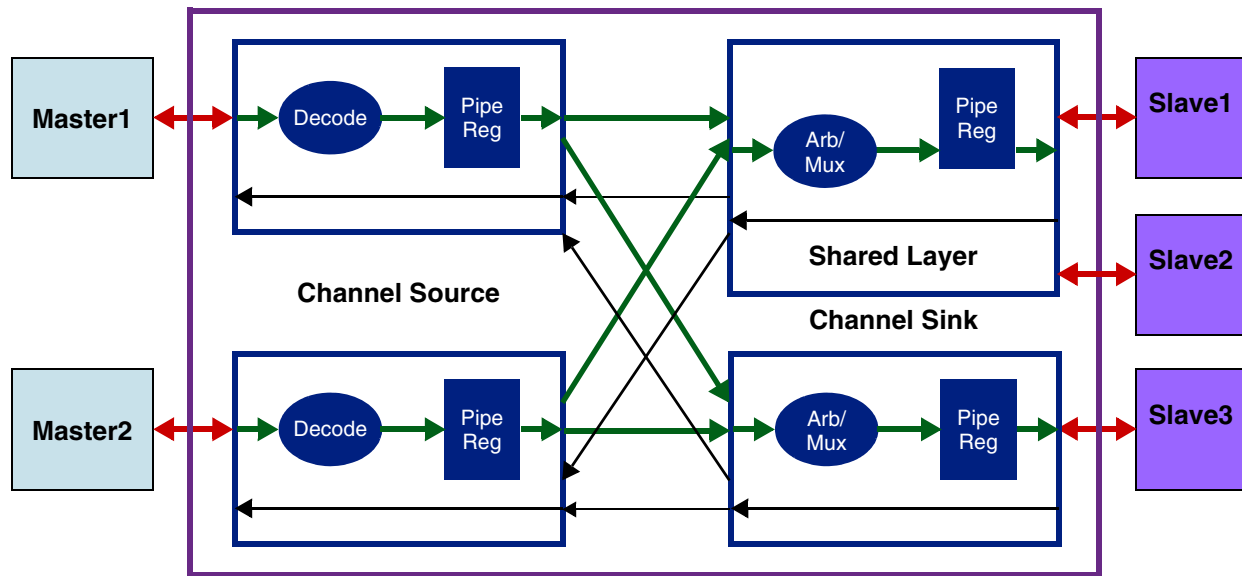 Master1
Decode
Pipe
Reg
Arb/
Mux
Pipe
Reg
Slave1
Shared Layer
Slave2
Channel Source
Channel Sink
Master2
Decode
Pipe
Reg
Arb/
Mux
Pipe
Reg
Slave3